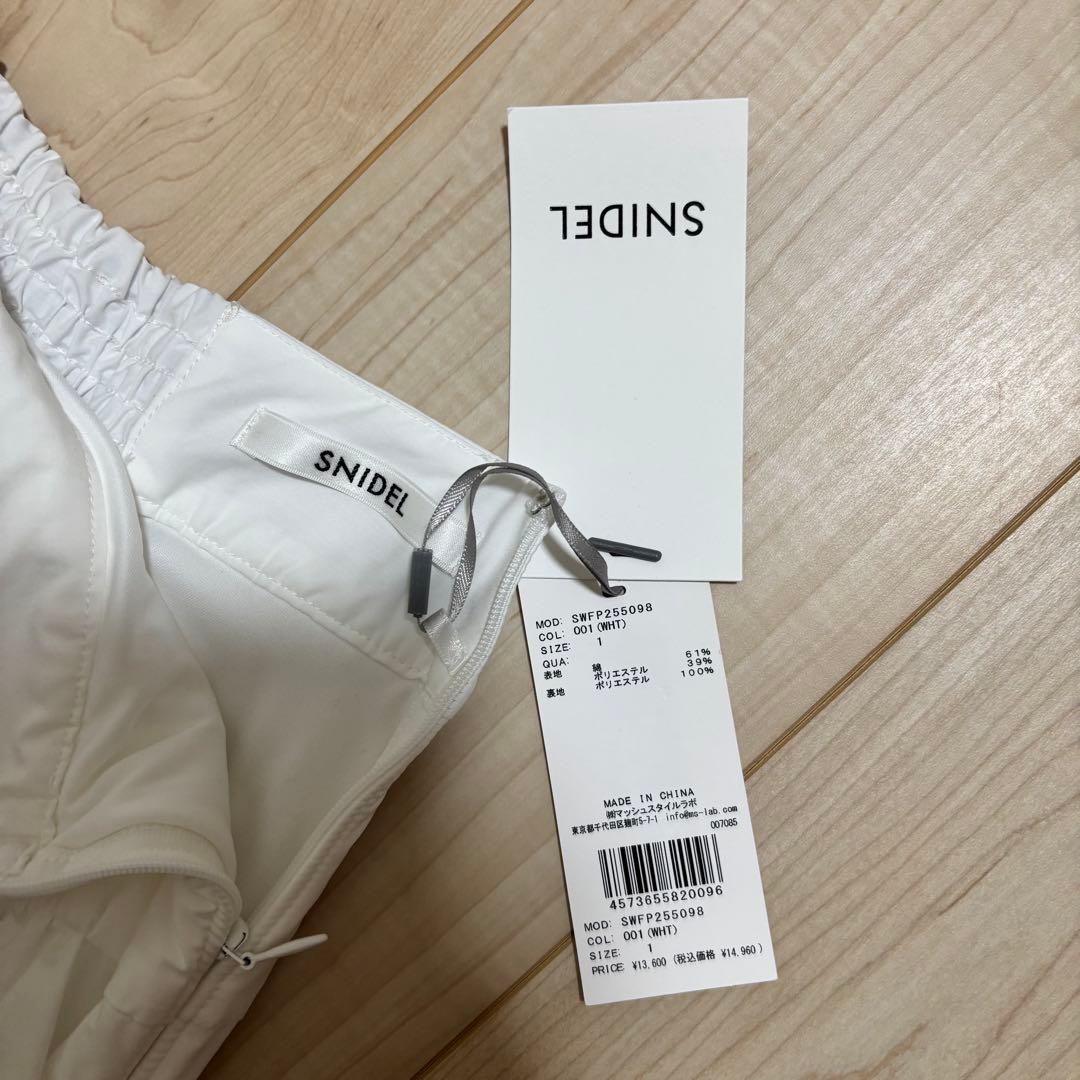 SNIDEL
SNIDEL
MOD: SWFP255098
COL: 001(WHT)
SIZE: 1
QUA:
表地 綿 61%
ポリエステル 39%
裏地 ポリエステル 100%
MADE IN CHINA
㈱マッシュスタイルラボ
東京都千代田区麹町5-7-1 info@ms-lab.com
007085
4573655820096
MOD: SWFP255098
COL: 001(WHT)
SIZE: 1
PRICE: ¥13,600 (税込価格 ¥14,960)